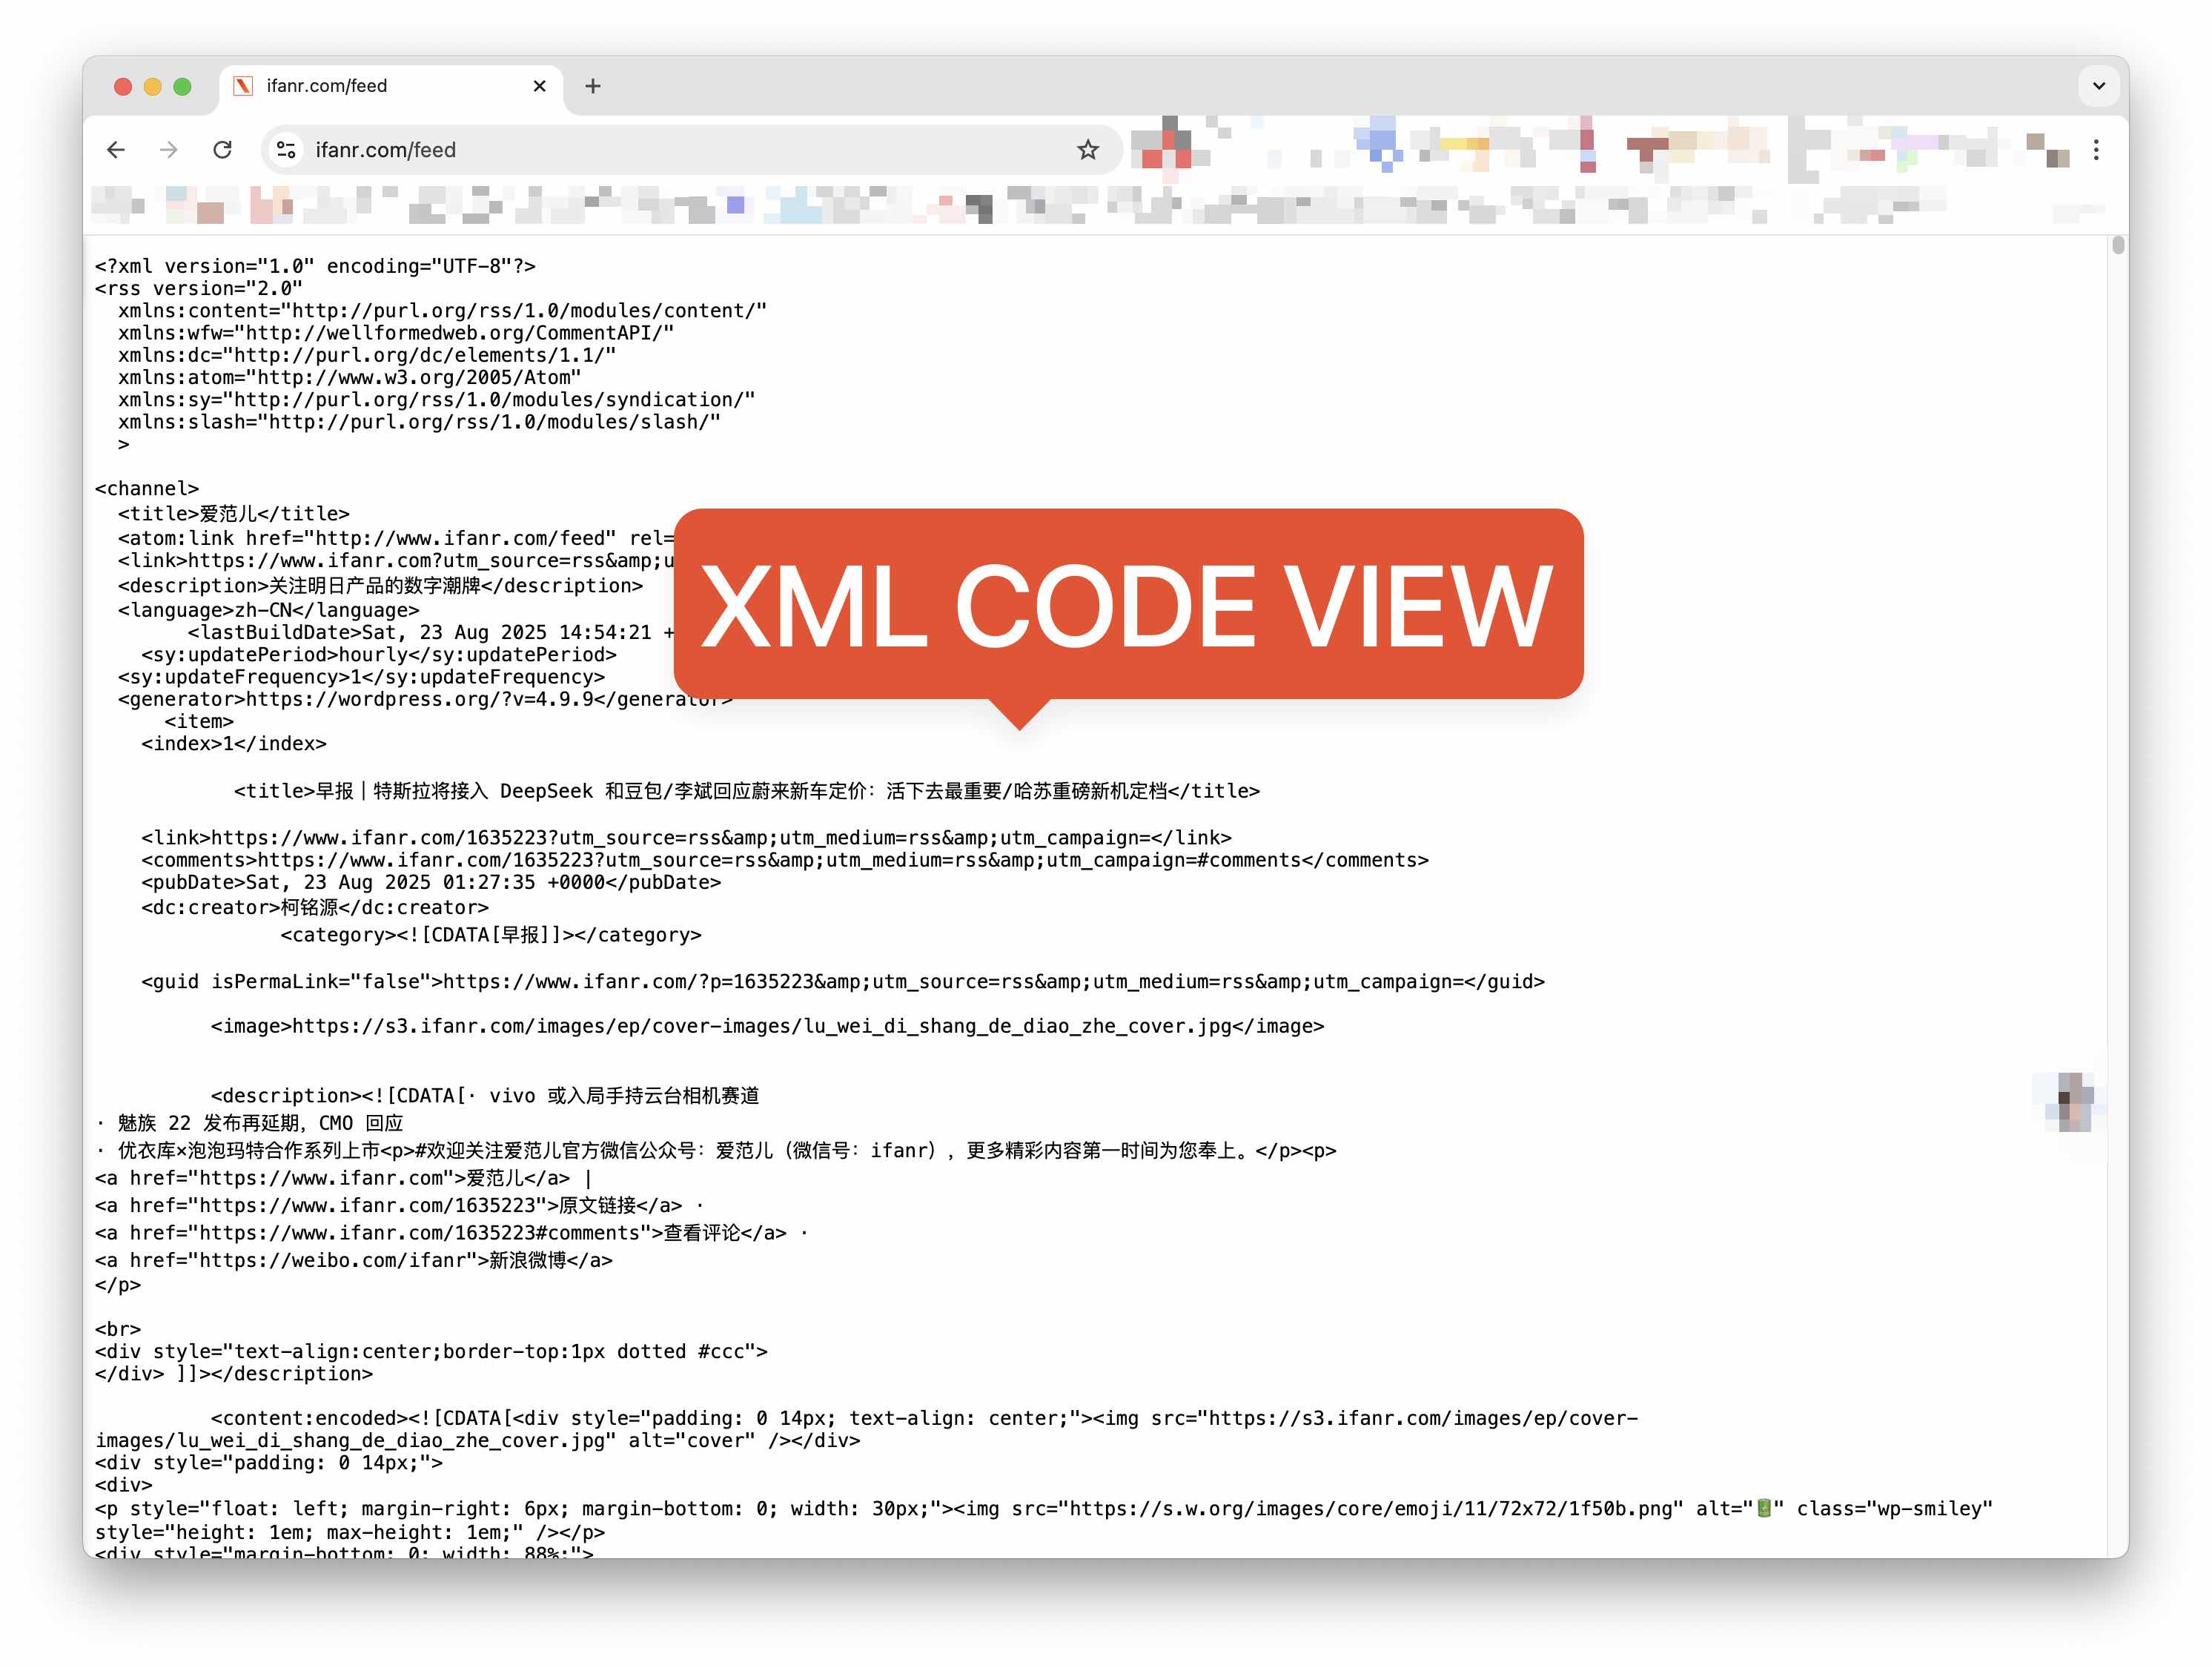 ifanr.com/feed
ifanr.com/feed
<?xml version="1.0" encoding="UTF-8"?>
<rss version="2.0"
xmlns:content="http://purl.org/rss/1.0/modules/content/"
xmlns:wfw="http://wellformedweb.org/CommentAPI/"
xmlns:dc="http://purl.org/dc/elements/1.1/"
xmlns:atom="http://www.w3.org/2005/Atom"
xmlns:sy="http://purl.org/rss/1.0/modules/syndication/"
xmlns:slash="http://purl.org/rss/1.0/modules/slash/"
>
<channel>
<title>爱范儿</title>
<atom:link href="http://www.ifanr.com/feed" rel=
<link>https://www.ifanr.com?utm_source=rss&amp;u
<description>关注明日产品的数字潮牌</description>
<language>zh-CN</language>
<lastBuildDate>Sat, 23 Aug 2025 14:54:21 +
<sy:updatePeriod>hourly</sy:updatePeriod>
<sy:updateFrequency>1</sy:updateFrequency>
<generator>https://wordpress.org/?v=4.9.9</generator>
XML CODE VIEW
<item>
<index>1</index>
<title>早报｜特斯拉将接入 DeepSeek 和豆包/李斌回应蔚来新车定价：活下去最重要/哈苏重磅新机定档</title>
<link>https://www.ifanr.com/1635223?utm_source=rss&amp;utm_medium=rss&amp;utm_campaign=</link>
<comments>https://www.ifanr.com/1635223?utm_source=rss&amp;utm_medium=rss&amp;utm_campaign=#comments</comments>
<pubDate>Sat, 23 Aug 2025 01:27:35 +0000</pubDate>
<dc:creator>柯铭源</dc:creator>
<category><![CDATA[早报]]></category>
<guid isPermaLink="false">https://www.ifanr.com/?p=1635223&amp;utm_source=rss&amp;utm_medium=rss&amp;utm_campaign=</guid>
<image>https://s3.ifanr.com/images/ep/cover-images/lu_wei_di_shang_de_diao_zhe_cover.jpg</image>
<description><![CDATA[· vivo 或入局手持云台相机赛道
· 魅族 22 发布再延期，CMO 回应
· 优衣库×泡泡玛特合作系列上市<p>#欢迎关注爱范儿官方微信公众号：爱范儿（微信号：ifanr），更多精彩内容第一时间为您奉上。</p><p>
<a href="https://www.ifanr.com">爱范儿</a> |
<a href="https://www.ifanr.com/1635223">原文链接</a> ·
<a href="https://www.ifanr.com/1635223#comments">查看评论</a> ·
<a href="https://weibo.com/ifanr">新浪微博</a>
</p>
<br>
<div style="text-align:center;border-top:1px dotted #ccc">
</div> ]]></description>
<content:encoded><![CDATA[<div style="padding: 0 14px; text-align: center;"><img src="https://s3.ifanr.com/images/ep/cover-
images/lu_wei_di_shang_de_diao_zhe_cover.jpg" alt="cover" /></div>
<div style="padding: 0 14px;">
<div>
<p style="float: left; margin-right: 6px; margin-bottom: 0; width: 30px;"><img src="https://s.w.org/images/core/emoji/11/72x72/1f50b.png" alt="🔋" class="wp-smiley"
style="height: 1em; max-height: 1em;" /></p>
<div style="margin-bottom: 0; width: 88%;">